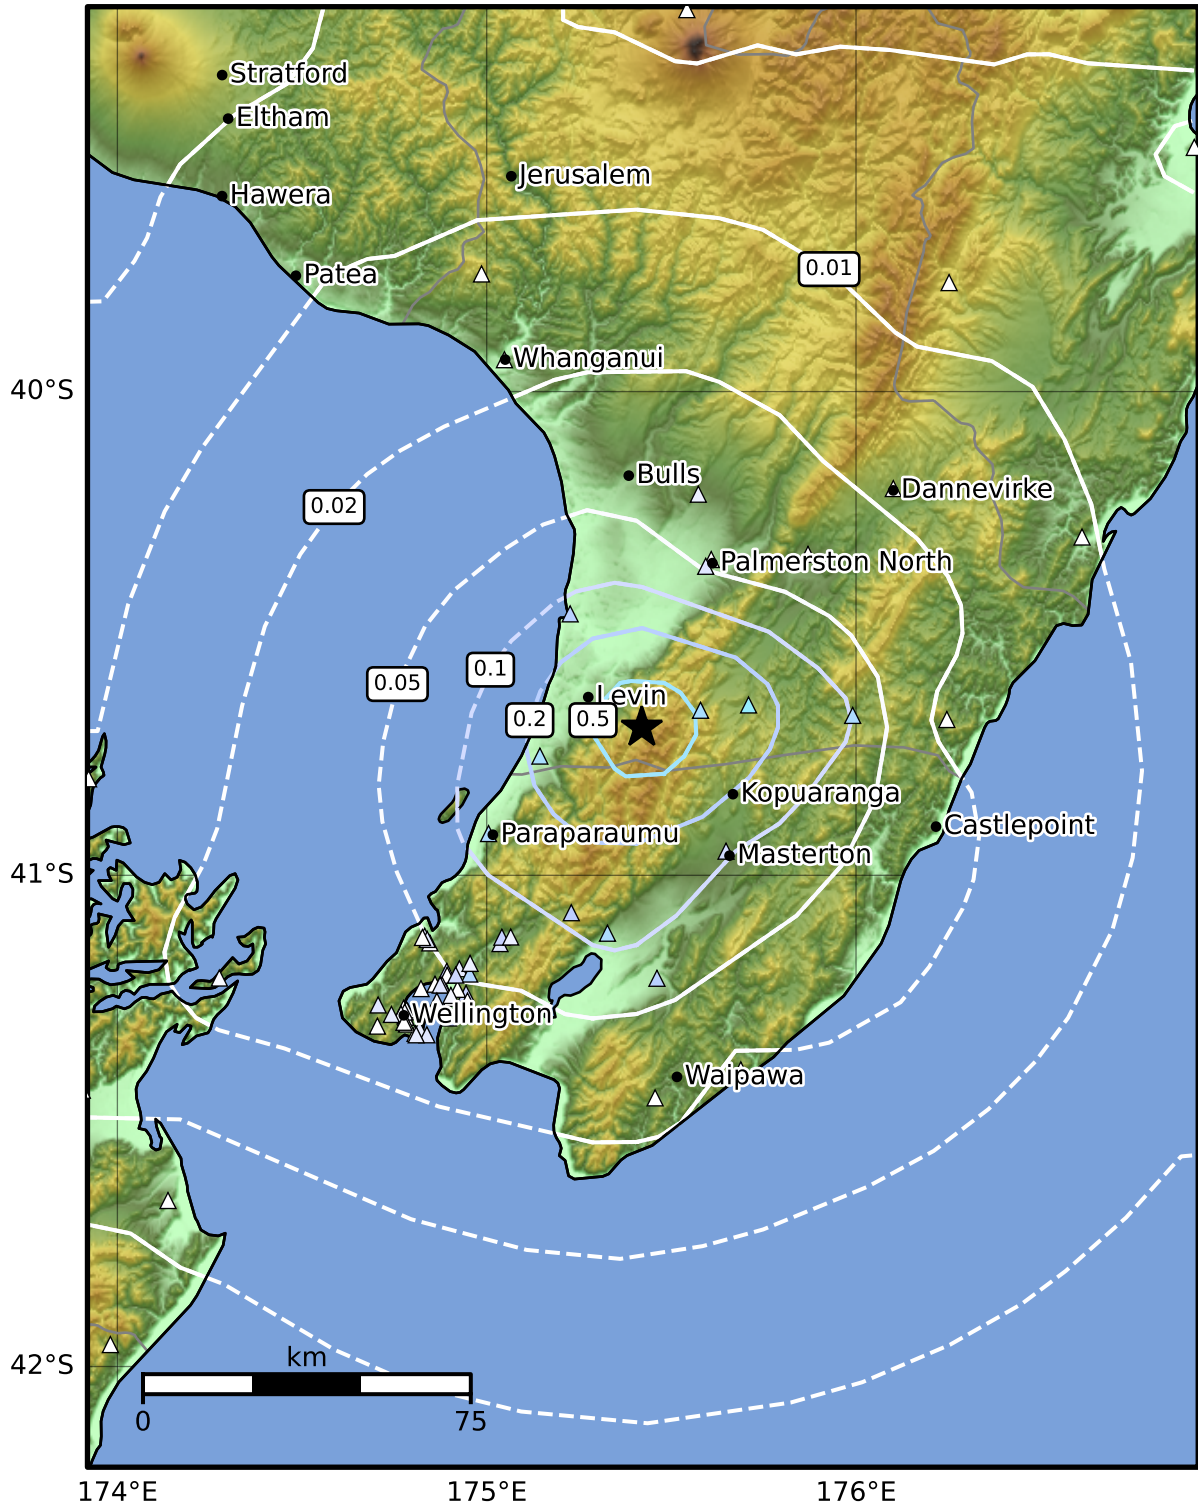 Stratford
Eltham
Jerusalem
Hawera
0.01
Patea
Whanganui
40°S
Bulls
Dannevirke
0.02
Palmerston North
0.1
0.05
Levin
0.2
0.5
Kopuaranga
Castlepoint
Paraparaumu
Masterton
41°S
Wellington
Waipawa
km
42°S
0
75
174°E
175°E
176°E